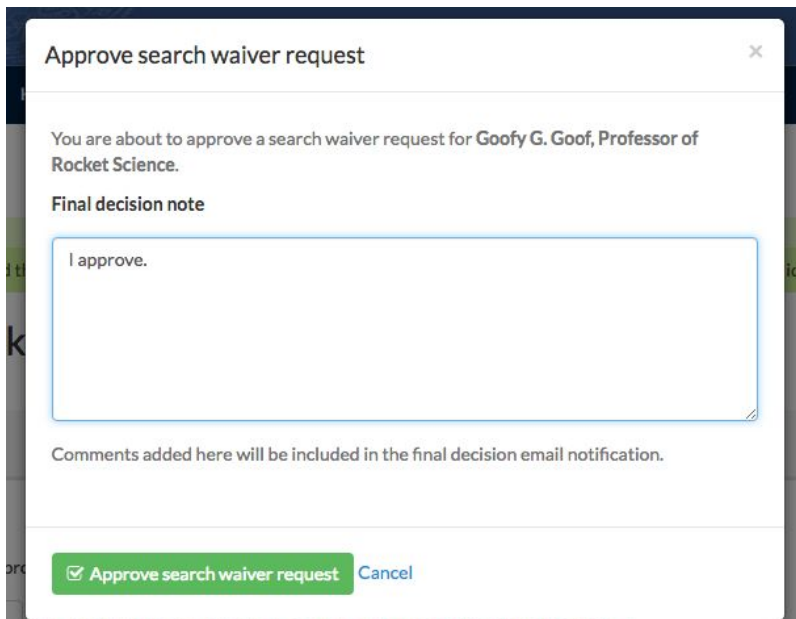 Approve search waiver request
×
You are about to approve a search waiver request for Goofy G. Goof, Professor of
Rocket Science.
Final decision note
I approve.
Comments added here will be included in the final decision email notification.
Approve search waiver request Cancel